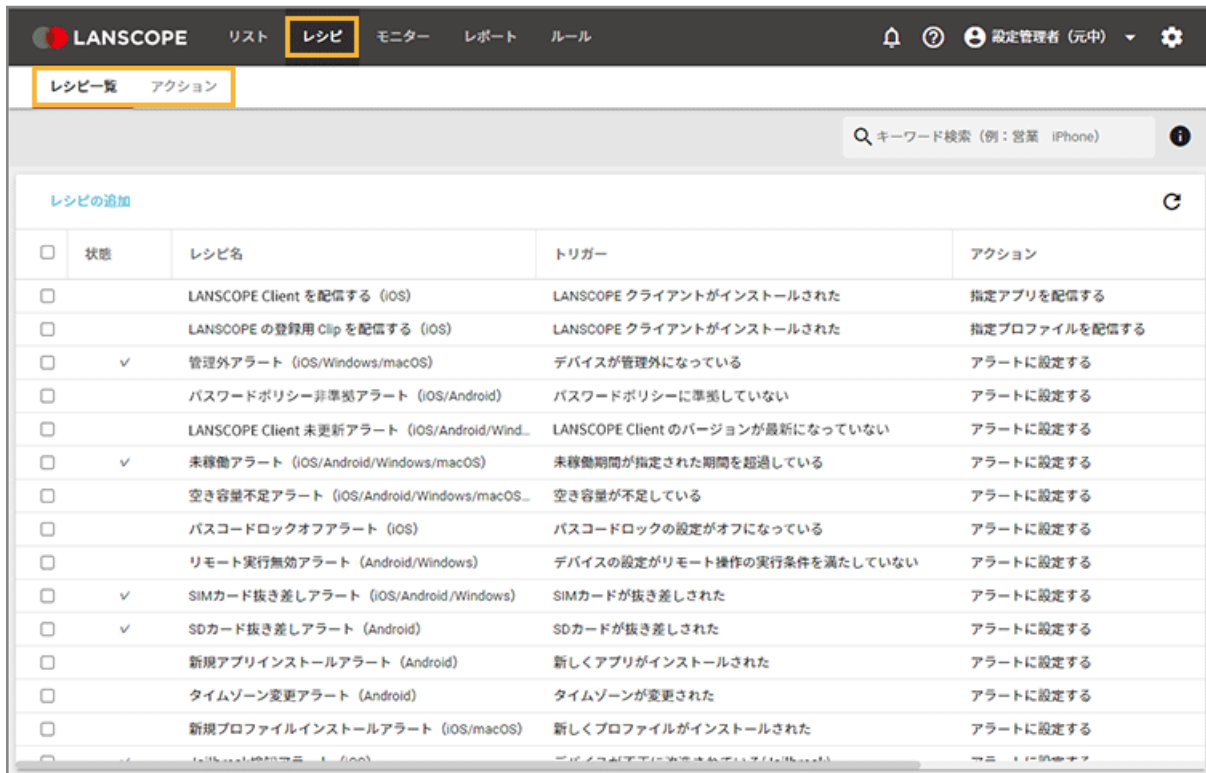 LANSCOPE リスト レシピ モニター レポート ルール 設定管理者（元中）
レシピ一覧 アクション
キーワード検索（例：営業 iPhone）
レシピの追加
状態 レシピ名 トリガー アクション
LANSCOPE Client を配信する（iOS） LANSCOPE クライアントがインストールされた 指定アプリを配信する
LANSCOPE の登録用 Clip を配信する（iOS） LANSCOPE クライアントがインストールされた 指定プロファイルを配信する
管理外アラート（iOS/Windows/macOS） デバイスが管理外になっている アラートに設定する
パスワードポリシー非準拠アラート（iOS/Android） パスワードポリシーに準拠していない アラートに設定する
LANSCOPE Client 未更新アラート（iOS/Android/Wind... LANSCOPE Client のバージョンが最新になっていない アラートに設定する
未稼働アラート（iOS/Android/Windows/macOS） 未稼働期間が指定された期間を超過している アラートに設定する
空き容量不足アラート（iOS/Android/Windows/macOS... 空き容量が不足している アラートに設定する
パスコードロックオフアラート（iOS） パスコードロックの設定がオフになっている アラートに設定する
リモート実行無効アラート（Android/Windows） デバイスの設定がリモート操作の実行条件を満たしていない アラートに設定する
SIMカード抜き差しアラート（iOS/Android/Windows） SIMカードが抜き差しされた アラートに設定する
SDカード抜き差しアラート（Android） SDカードが抜き差しされた アラートに設定する
新規アプリインストールアラート（Android） 新しくアプリがインストールされた アラートに設定する
タイムゾーン変更アラート（Android） タイムゾーンが変更された アラートに設定する
新規プロファイルインストールアラート（iOS/macOS） 新しくプロファイルがインストールされた アラートに設定する